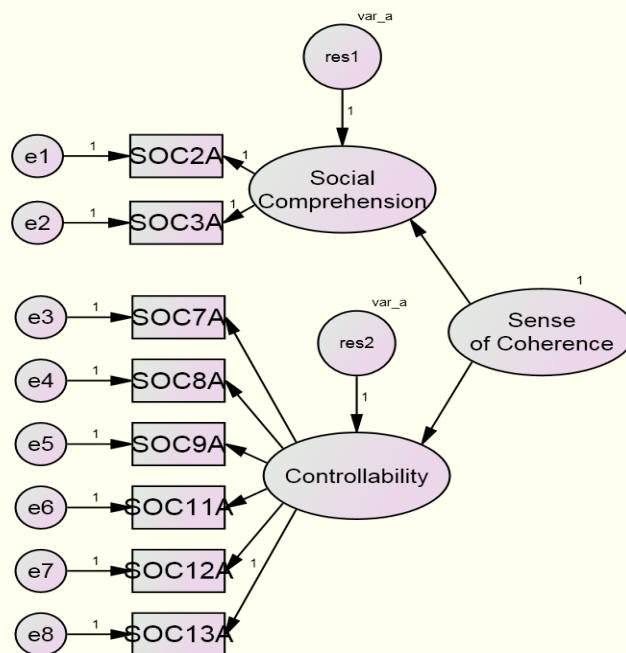 var_a
res1
1
e1
1
SOC2A
1
Social
Comprehension
e2
1
SOC3A
1
1
Sense
of Coherence
e3
1
SOC7A
var_a
res2
1
e4
1
SOC8A
e5
1
SOC9A
Controllability
e6
1
SOC11A
e7
1
SOC12A
1
e8
1
SOC13A